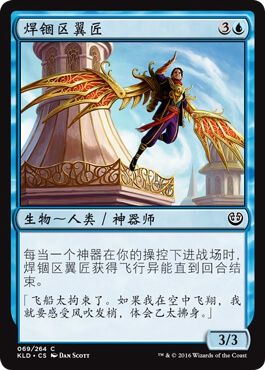 焊锢区翼匠 3
生物～人类／神器师
每当一个神器在你的操控下进战场时，
焊锢区翼匠获得飞行异能直到回合结
束。
「飞船太拘束了。如果我在空中飞翔，我
就要感受风吹发梢，体会乙太拂身。」
3/3
069/264 C
KLD • CS DAN SCOTT
™ & © 2016 Wizards of the Coast